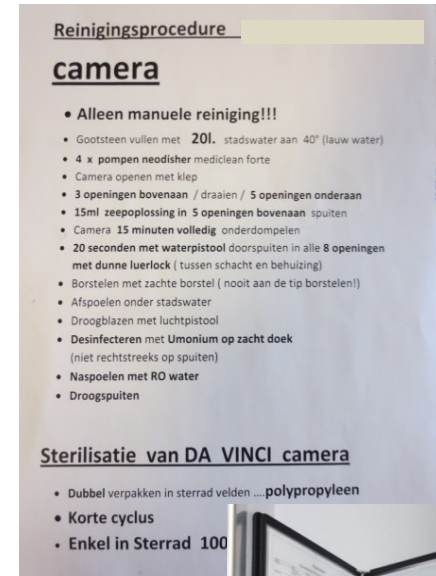 Reinigingsprocedure
camera
• Alleen manuele reiniging!!!
• Gootsteen vullen met 20l. stadswater aan 40° (lauw water)
• 4 x pompen neodisher mediclean forte
• Camera openen met klep
• 3 openingen bovenaan / draaien / 5 openingen onderaan
• 15ml zeepoplossing in 5 openingen bovenaan spuiten
• Camera 15 minuten volledig onderdompelen
• 20 seconden met waterpistool doorspuiten in alle 8 openingen
met dunne luerlock ( tussen schacht en behuizing)
• Borstelen met zachte borstel ( nooit aan de tip borstelen!)
• Afspoelen onder stadswater
• Droogblazen met luchtpistool
• Desinfecteren met Umonium op zacht doek
(niet rechtstreeks op spuiten)
• Naspoelen met RO water
• Droogspuiten
Sterilisatie van DA VINCI camera
• Dubbel verpakken in sterrad velden ....polypropyleen
• Korte cyclus
• Enkel in Sterrad 100